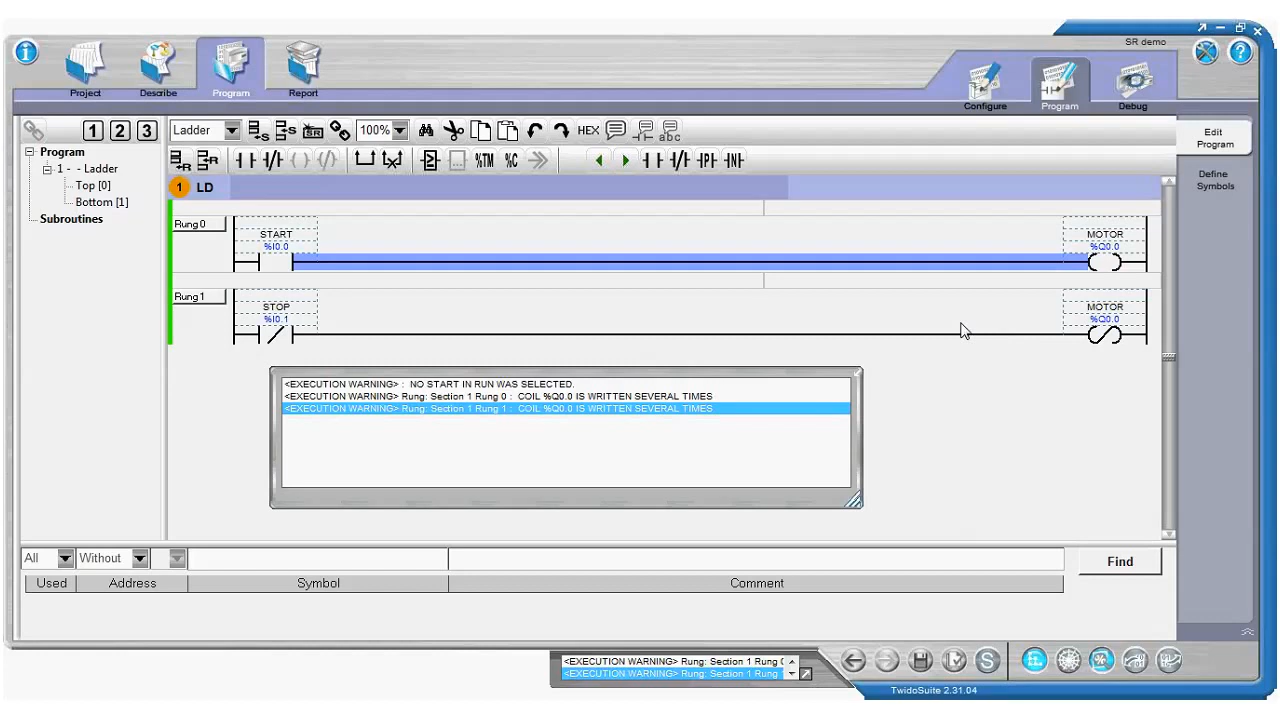 SR demo
Project
Describe
Program
Report
Configure
Program
Debug
1 2 3
Ladder
100%
HEX
abc
%TM
%C
Edit
Program
Define
Symbols
Program
1 - - Ladder
Top [0]
Bottom [1]
Subroutines
1 LD
Rung 0
START
%I0.0
MOTOR
%Q0.0
Rung 1
STOP
%I0.1
MOTOR
%Q0.0
<EXECUTION WARNING> : NO START IN RUN WAS SELECTED.
<EXECUTION WARNING> Rung: Section 1 Rung 0 : COIL %Q0.0 IS WRITTEN SEVERAL TIMES
<EXECUTION WARNING> Rung: Section 1 Rung 1 : COIL %Q0.0 IS WRITTEN SEVERAL TIMES
All
Without
Find
Used
Address
Symbol
Comment
<EXECUTION WARNING> Rung: Section 1 Rung 0
<EXECUTION WARNING> Rung: Section 1 Rung
TwidoSuite 2.31.04